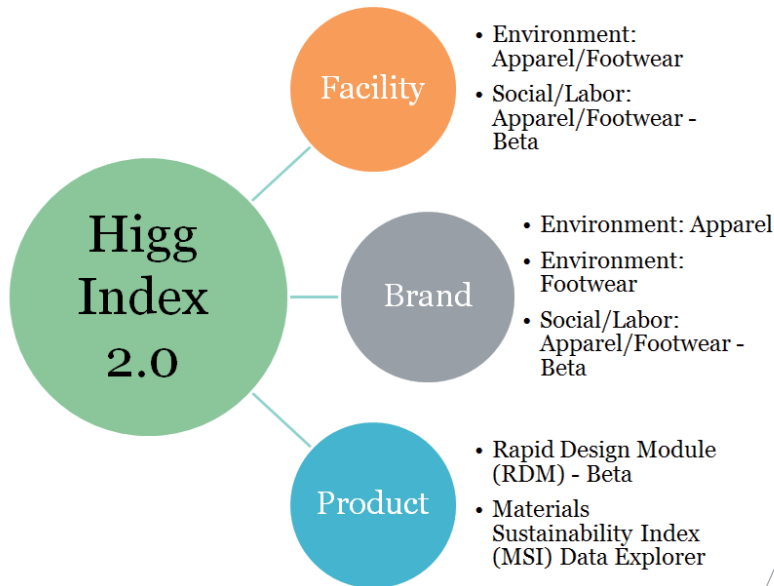 Higg
Index
2.0
Facility
• Environment:
Apparel/Footwear
• Social/Labor:
Apparel/Footwear -
Beta
Brand
• Environment: Apparel
• Environment:
Footwear
• Social/Labor:
Apparel/Footwear -
Beta
Product
• Rapid Design Module
(RDM) - Beta
• Materials
Sustainability Index
(MSI) Data Explorer